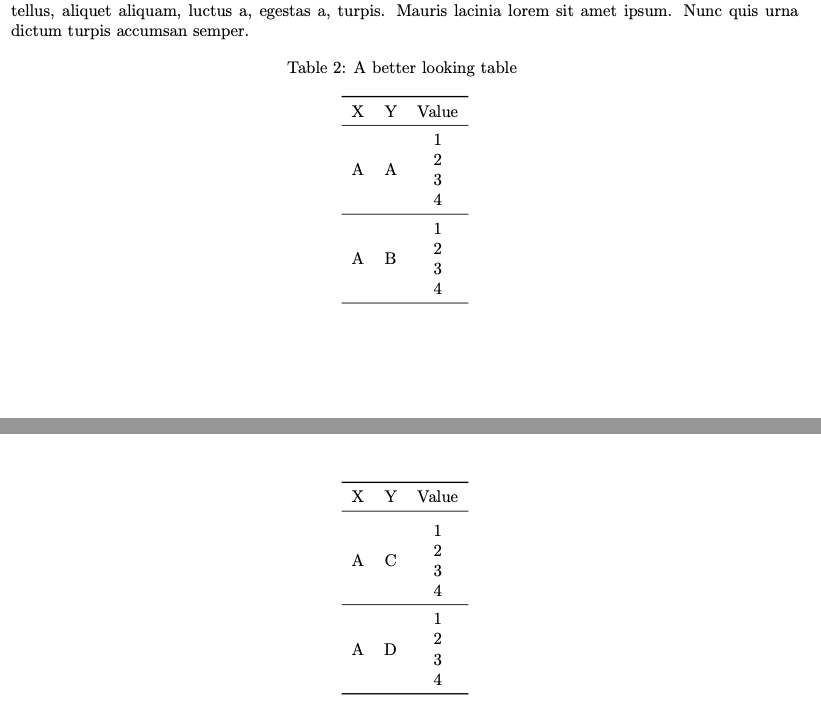 tellus, aliquet aliquam, luctus a, egestas a, turpis. Mauris lacinia lorem sit amet ipsum. Nunc quis urna
dictum turpis accumsan semper.
Table 2: A better looking table
X Y Value
1
2
A A
3
4
1
2
A B
3
4
X Y Value
1
2
A C
3
4
1
2
A D
3
4